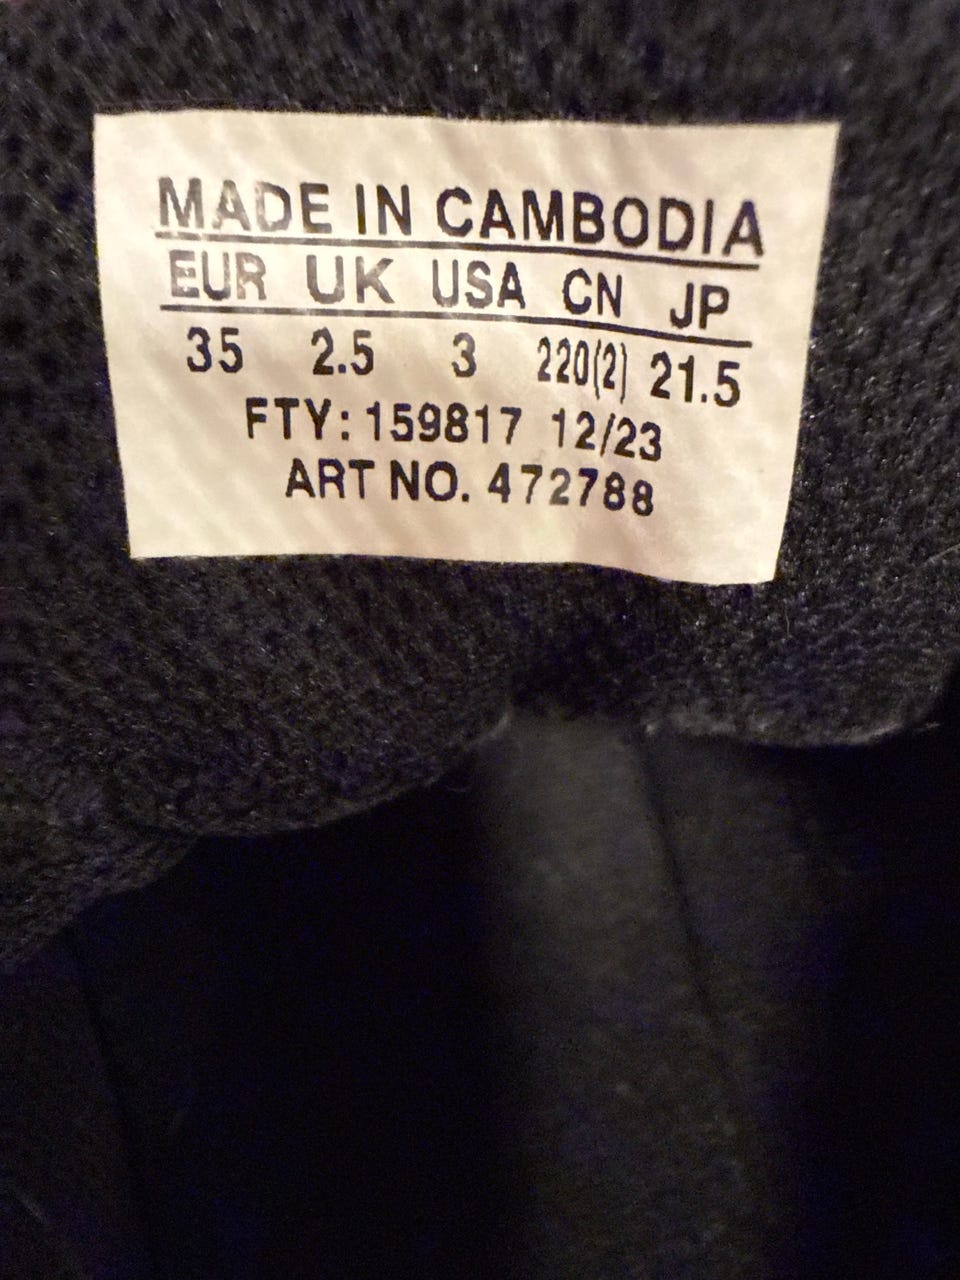 MADE IN CAMBODIA
EUR UK USA CN JP
35 2.5 3 220(2) 21.5
FTY: 159817 12/23
ART NO. 472788